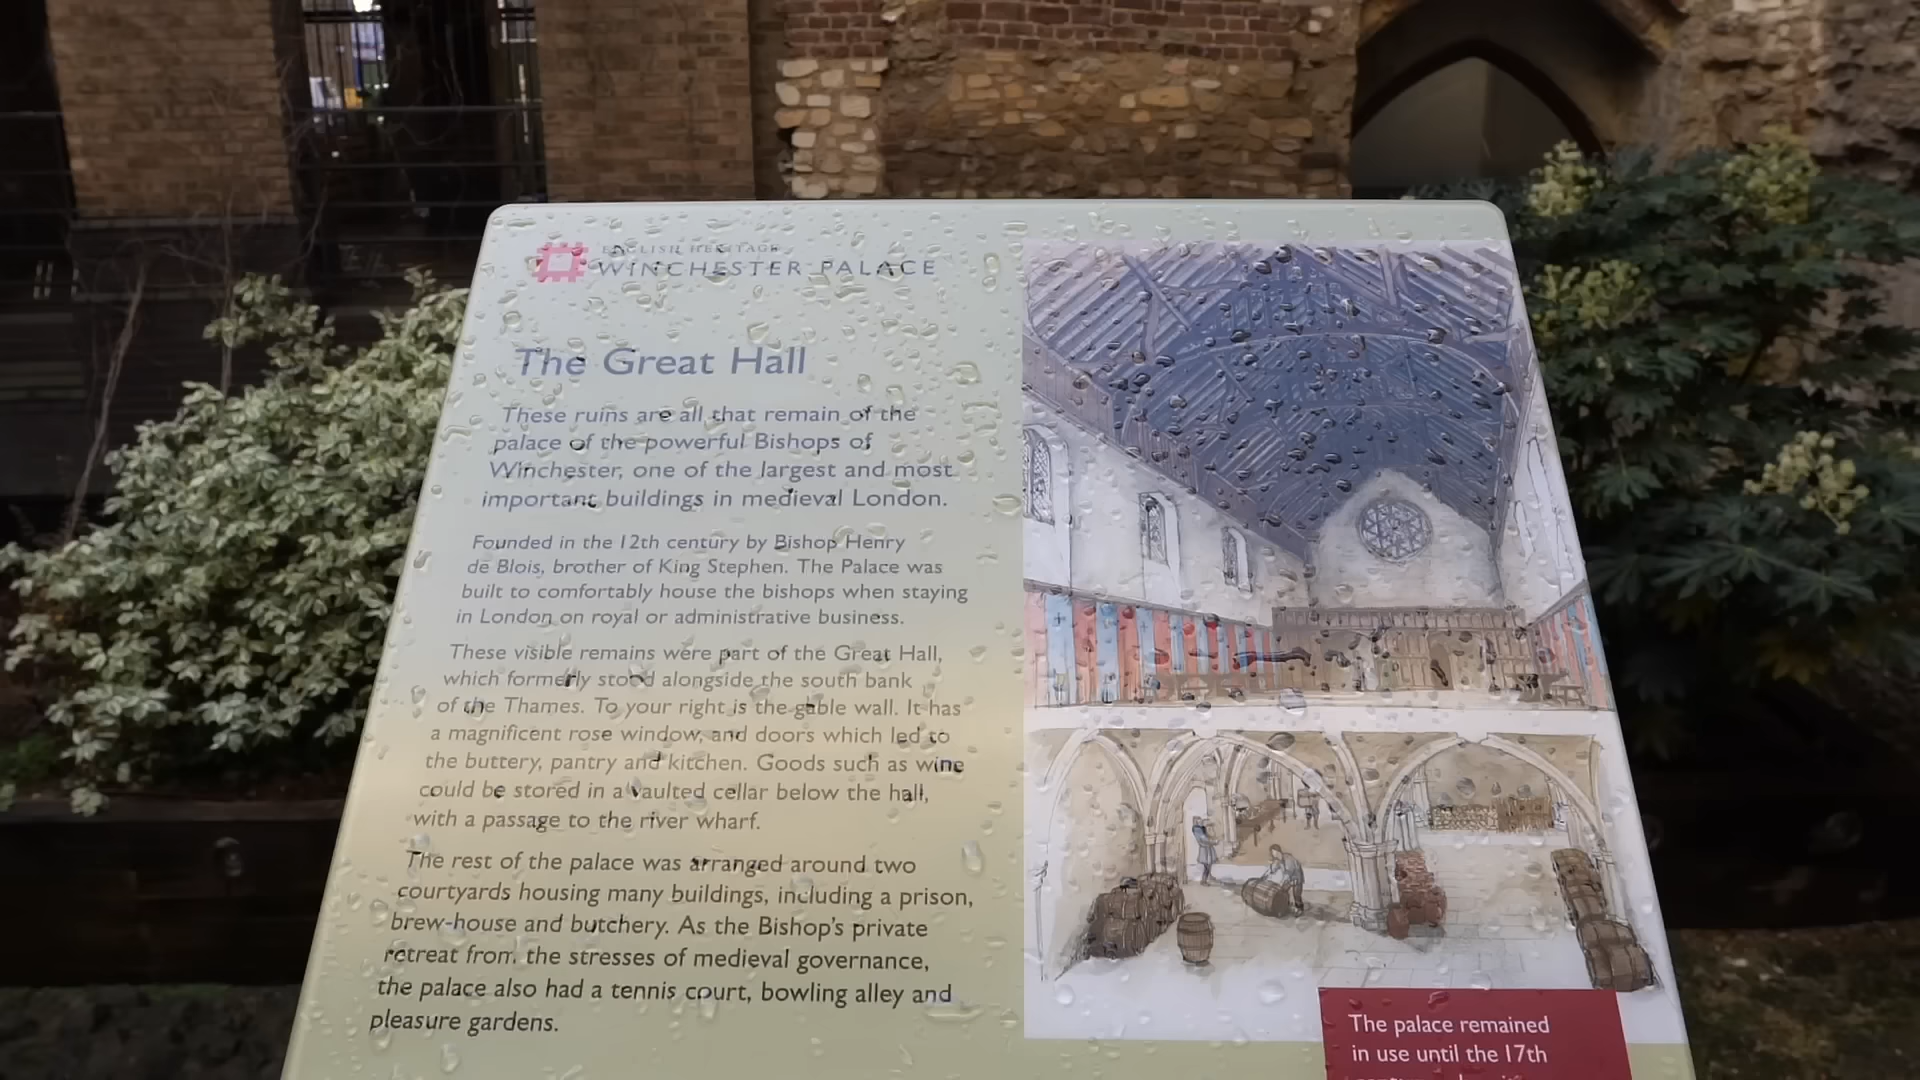 ENGLISH HERITAGE
WINCHESTER PALACE
The Great Hall
These ruins are all that remain of the
palace of the powerful Bishops of
Winchester, one of the largest and most
important buildings in medieval London.
Founded in the 12th century by Bishop Henry
de Blois, brother of King Stephen. The Palace was
built to comfortably house the bishops when staying
in London on royal or administrative business.
These visible remains were part of the Great Hall,
which formerly stood alongside the south bank
of the Thames. To your right is the gable wall. It has
a magnificent rose window, and doors which led to
the buttery, pantry and kitchen. Goods such as wine
could be stored in a vaulted cellar below the hall,
with a passage to the river wharf.
The rest of the palace was arranged around two
courtyards housing many buildings, including a prison,
brew-house and butchery. As the Bishop's private
retreat from the stresses of medieval governance,
the palace also had a tennis court, bowling alley and
pleasure gardens.
The palace remained
in use until the 17th